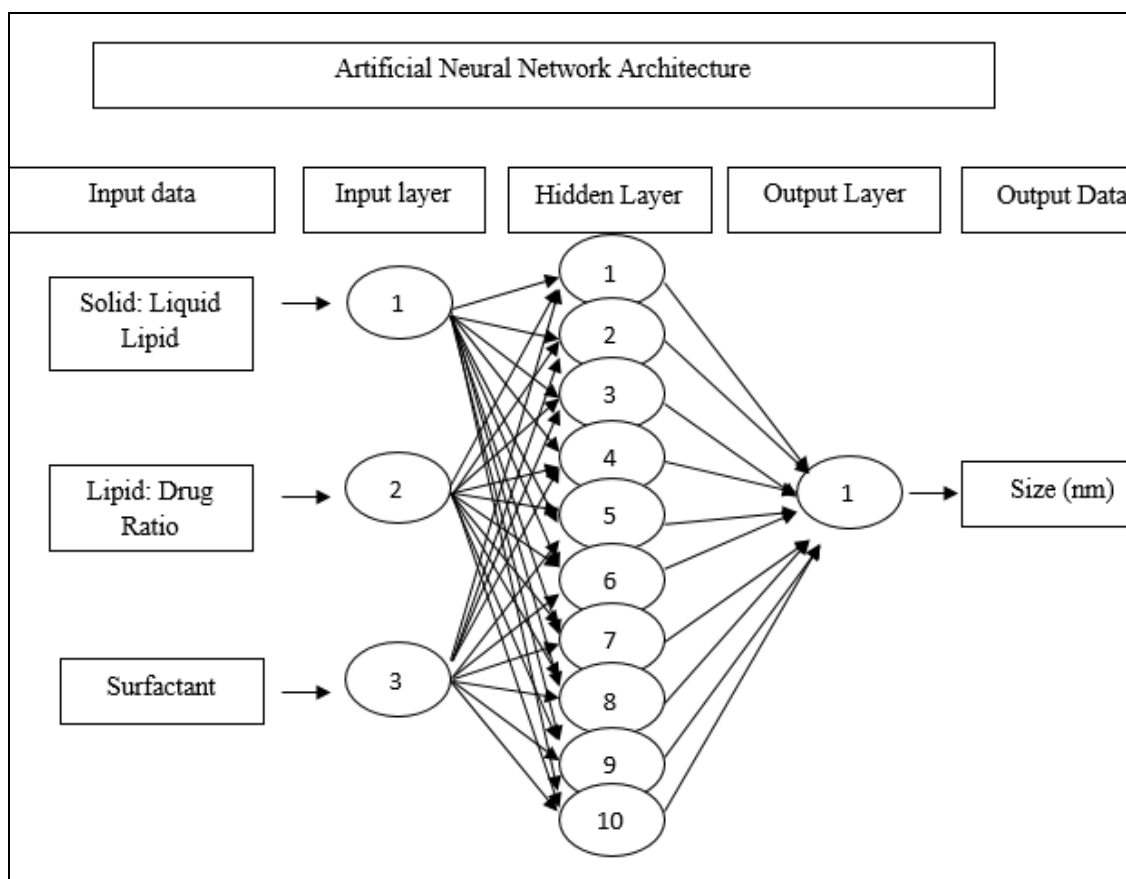 Artificial Neural Network Architecture
Input data
Input layer
Hidden Layer
Output Layer
Output Data
Solid: Liquid
Lipid
Lipid: Drug
Ratio
Surfactant
1
2
3
1
2
3
4
5
6
7
8
9
10
1
Size (nm)